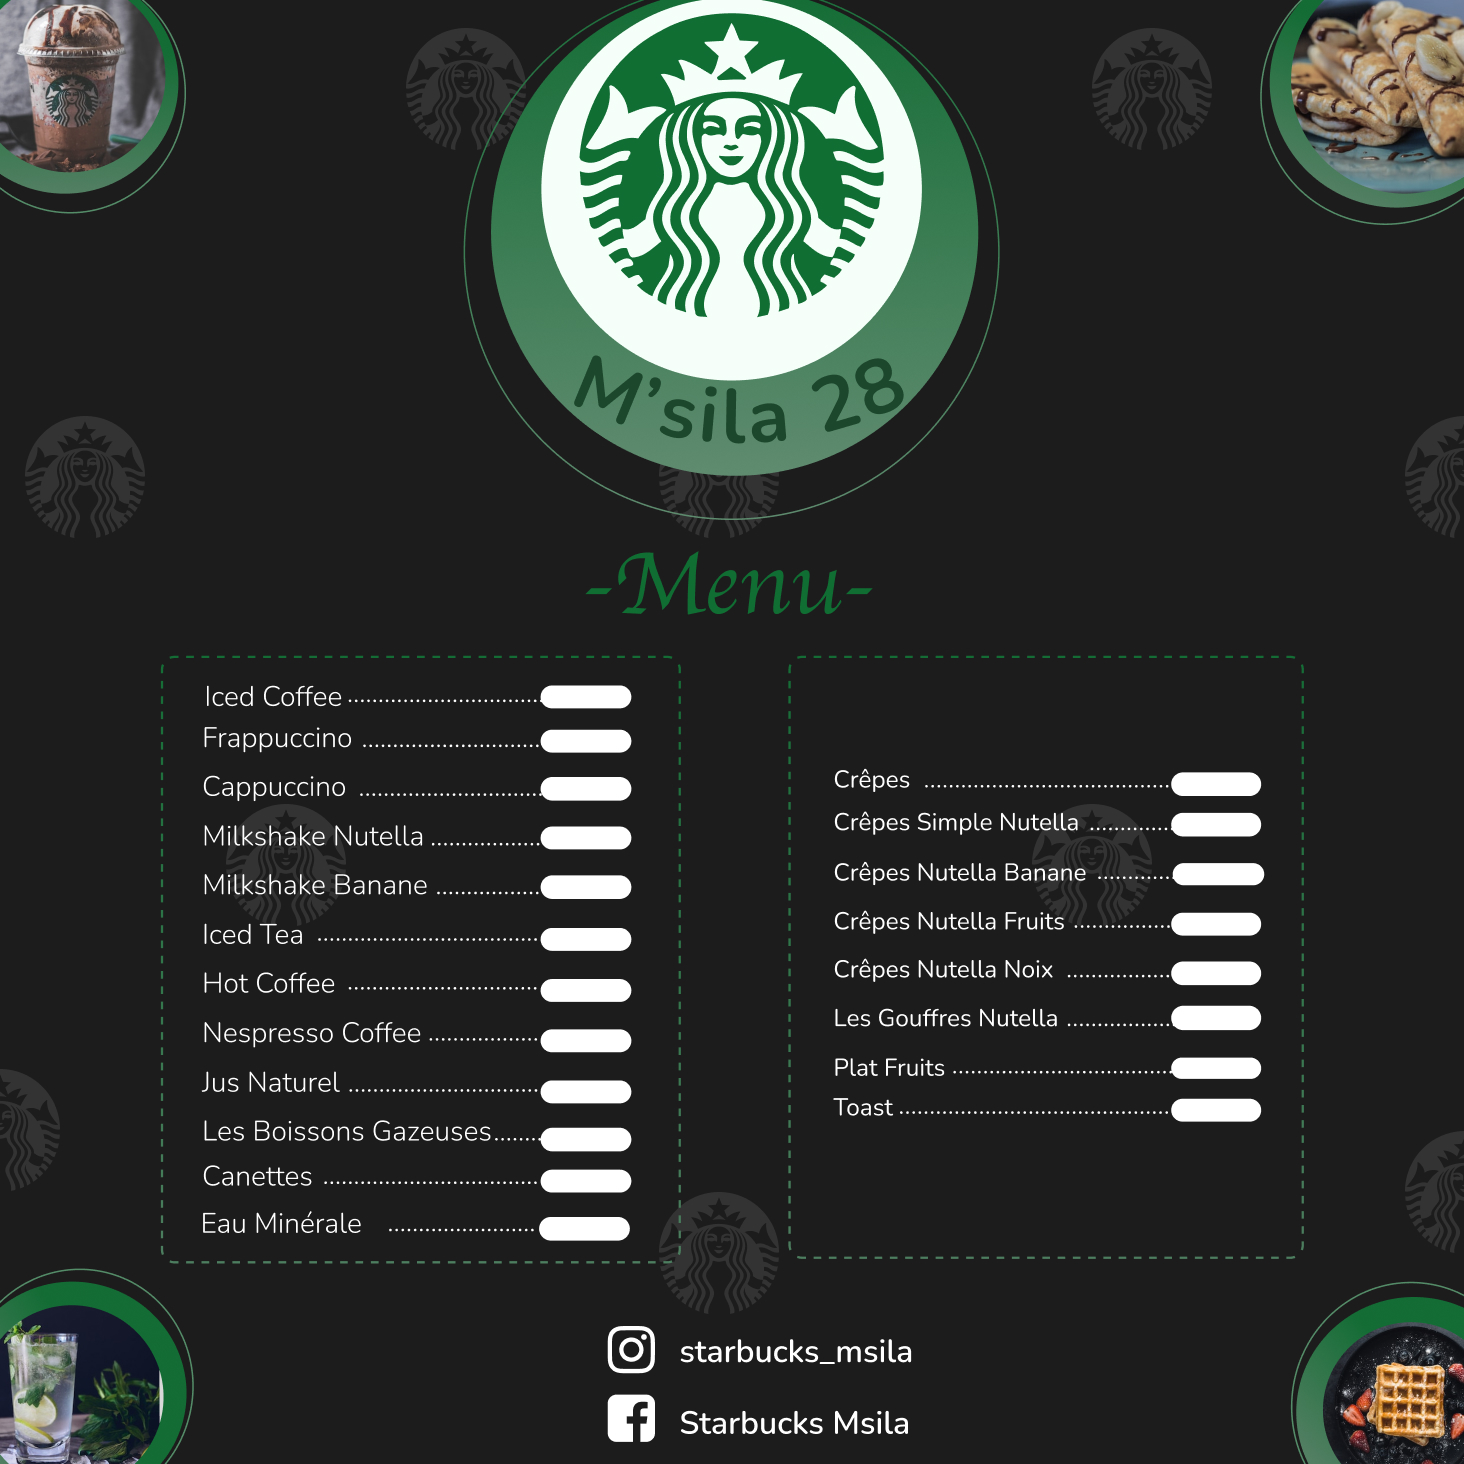 M’sila 28
-Menu-
Iced Coffee
Frappuccino
Cappuccino
Milkshake Nutella
Milkshake Banane
Iced Tea
Hot Coffee
Nespresso Coffee
Jus Naturel
Les Boissons Gazeuses
Canettes
Eau Minérale
Crêpes
Crêpes Simple Nutella
Crêpes Nutella Banane
Crêpes Nutella Fruits
Crêpes Nutella Noix
Les Gouffres Nutella
Plat Fruits
Toast
starbucks_msila
Starbucks Msila